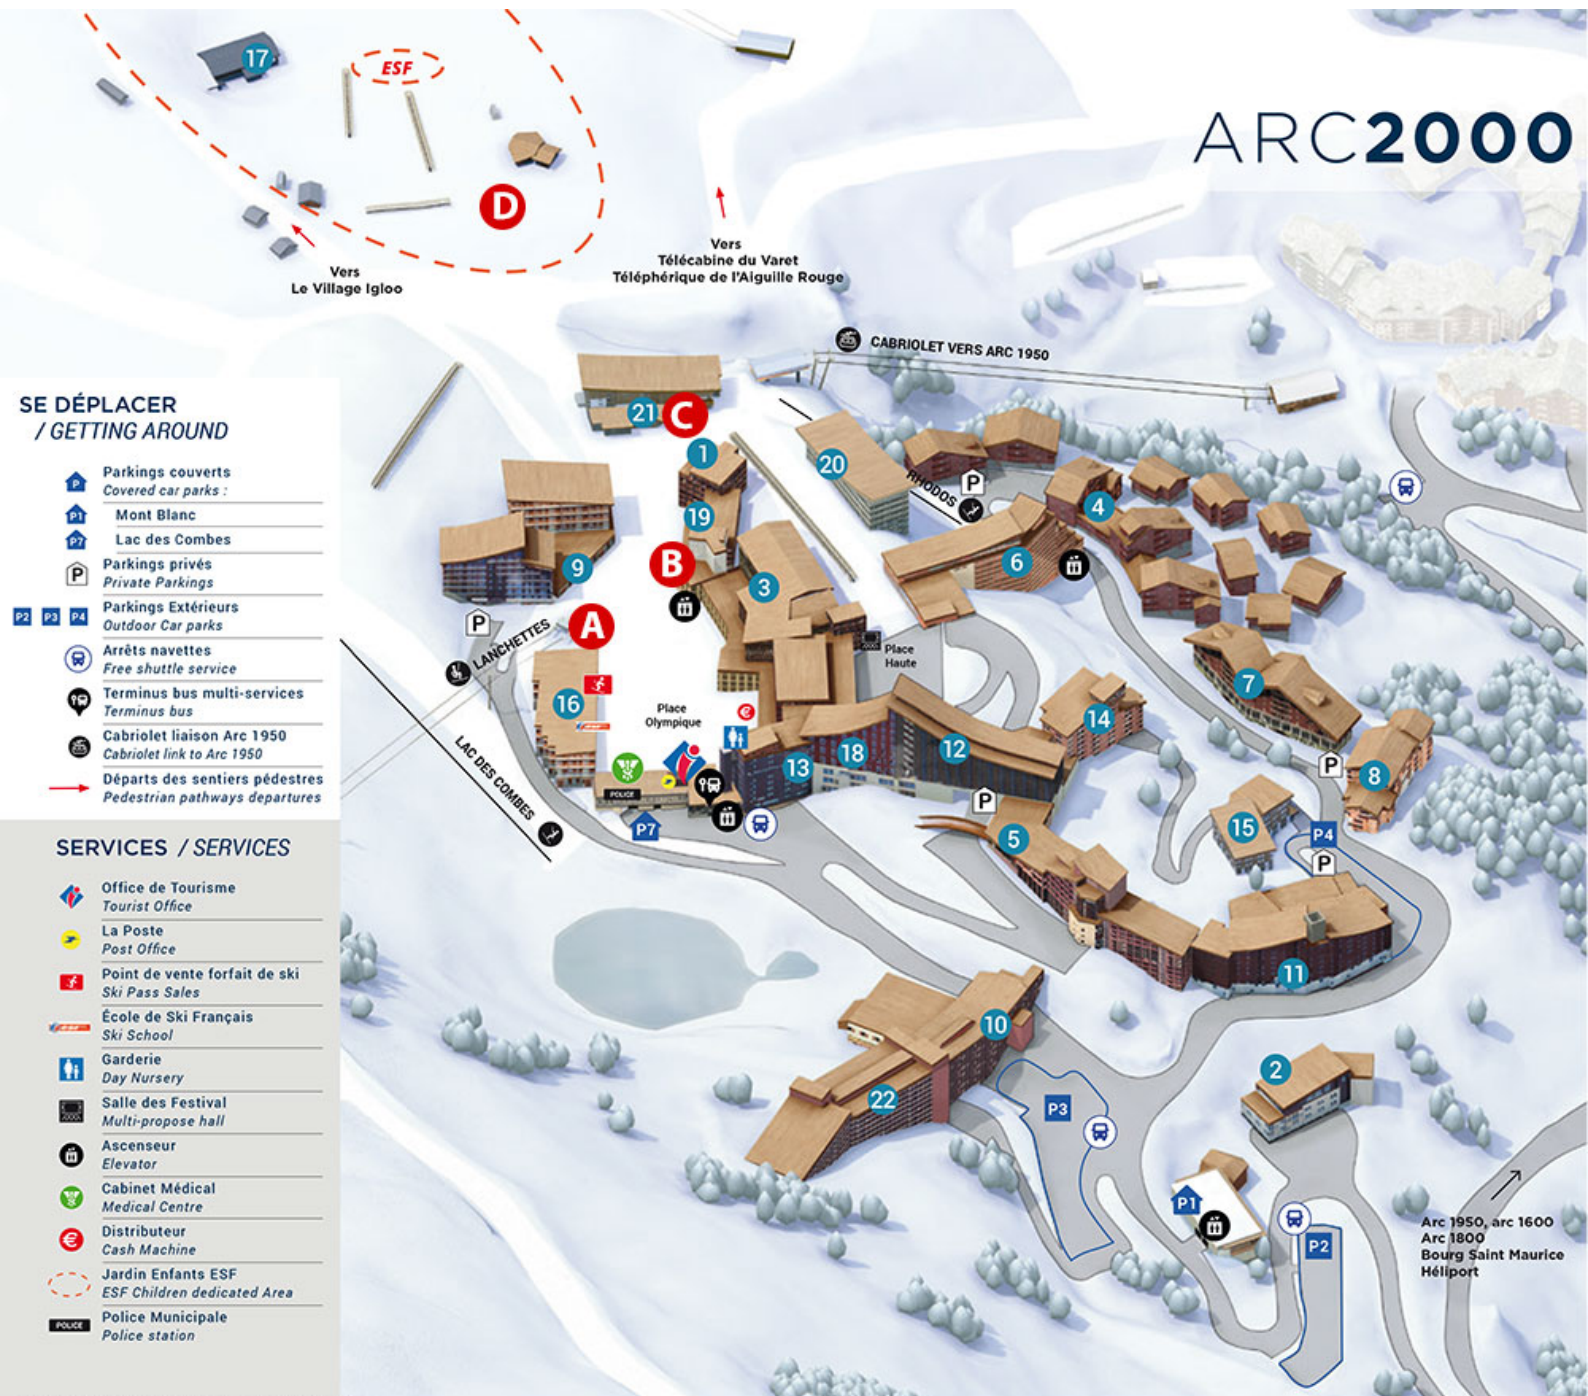 17
ESF
ARC2000
D
Vers
Le Village Igloo
Vers
Télécabine du Varet
Téléphérique de l'Aiguille Rouge
CABRIOLET VERS ARC 1950
SE DÉPLACER
/ GETTING AROUND
P
Parkings couverts
Covered car parks :
P1
Mont Blanc
P7
Lac des Combes
P
Parkings privés
Private Parkings
P2 P3 P4
Parkings Extérieurs
Outdoor Car parks
Arrêts navettes
Free shuttle service
Terminus bus multi-services
Terminus bus
Cabriolet liaison Arc 1950
Cabriolet link to Arc 1950
Départs des sentiers pédestres
Pedestrian pathways departures
SERVICES / SERVICES
Office de Tourisme
Tourist Office
La Poste
Post Office
Point de vente forfait de ski
Ski Pass Sales
École de Ski Français
Ski School
Garderie
Day Nursery
Salle des Festival
Multi-propose hall
Ascenseur
Elevator
Cabinet Médical
Medical Centre
€
Distributeur
Cash Machine
Jardin Enfants ESF
ESF Children dedicated Area
POLICE
Police Municipale
Police station
21
C
1
20
RHODOS
P
19
4
B
9
3
6
P
LANCHETTES
A
Place
Haute
16
Place
Olympique
€
7
14
LAC DES COMBES
13
18
12
P
8
POLICE
P
P7
5
15
P4
P
11
10
22
2
P3
P1
P2
Arc 1950, arc 1600
Arc 1800
Bourg Saint Maurice
Héliport